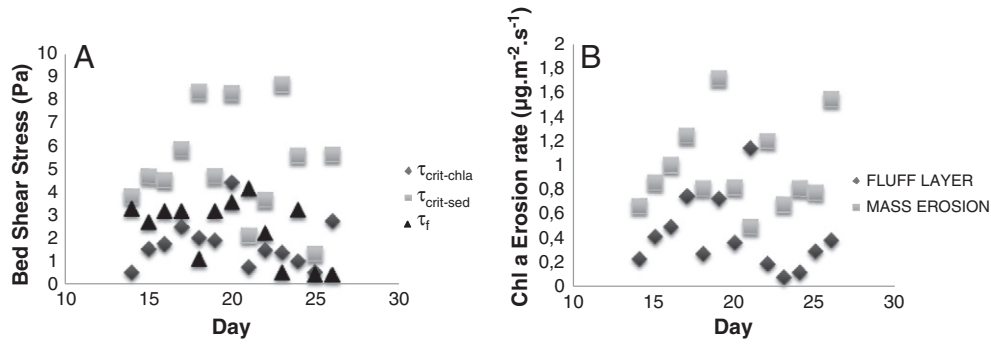 A
Bed Shear Stress (Pa)
10
9
8
7
6
5
4
3
2
1
0
10
15
20
25
30
Day
τcrit-chla
τcrit-sed
τf
B
Chl a Erosion rate (µg.m-2.s-1)
2
1,8
1,6
1,4
1,2
1
0,8
0,6
0,4
0,2
0
10
15
20
25
30
Day
FLUFF LAYER
MASS EROSION